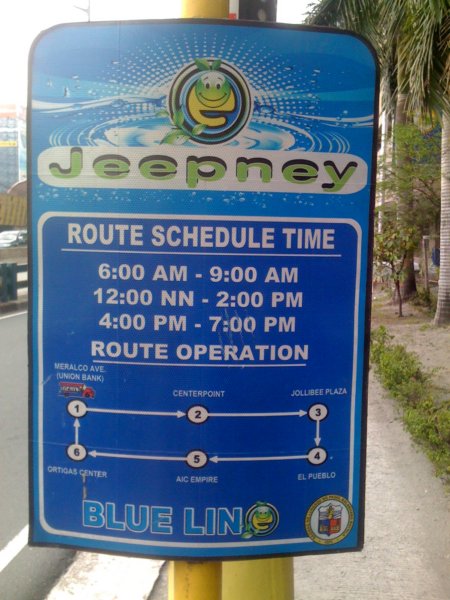 Jeepney
ROUTE SCHEDULE TIME
6:00 AM - 9:00 AM
12:00 NN - 2:00 PM
4:00 PM - 7:00 PM
ROUTE OPERATION
MERALCO AVE.
(UNION BANK)
CENTERPOINT
JOLLIBEE PLAZA
1
2
3
6
5
4
ORTIGAS CENTER
AIC EMPIRE
EL PUEBLO
BLUE LINe